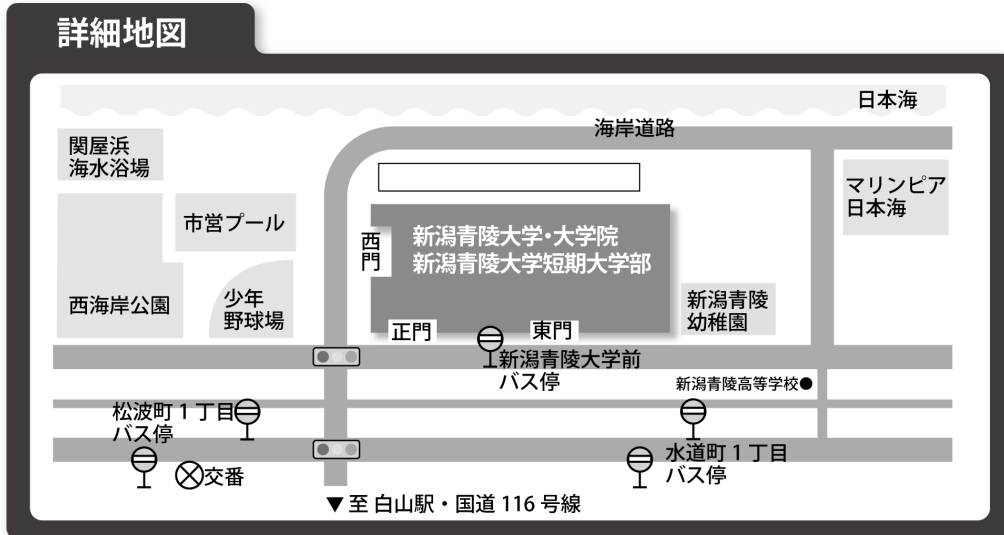 詳細地図
日本海
海岸道路
関屋浜
海水浴場
マリンピア
日本海
市営プール
西門
新潟青陵大学・大学院
新潟青陵大学短期大学部
西海岸公園
少年
野球場
新潟青陵
幼稚園
正門
東門
新潟青陵大学前
バス停
新潟青陵高等学校●
松波町1丁目
バス停
水道町1丁目
バス停
交番
▼至 白山駅・国道116号線